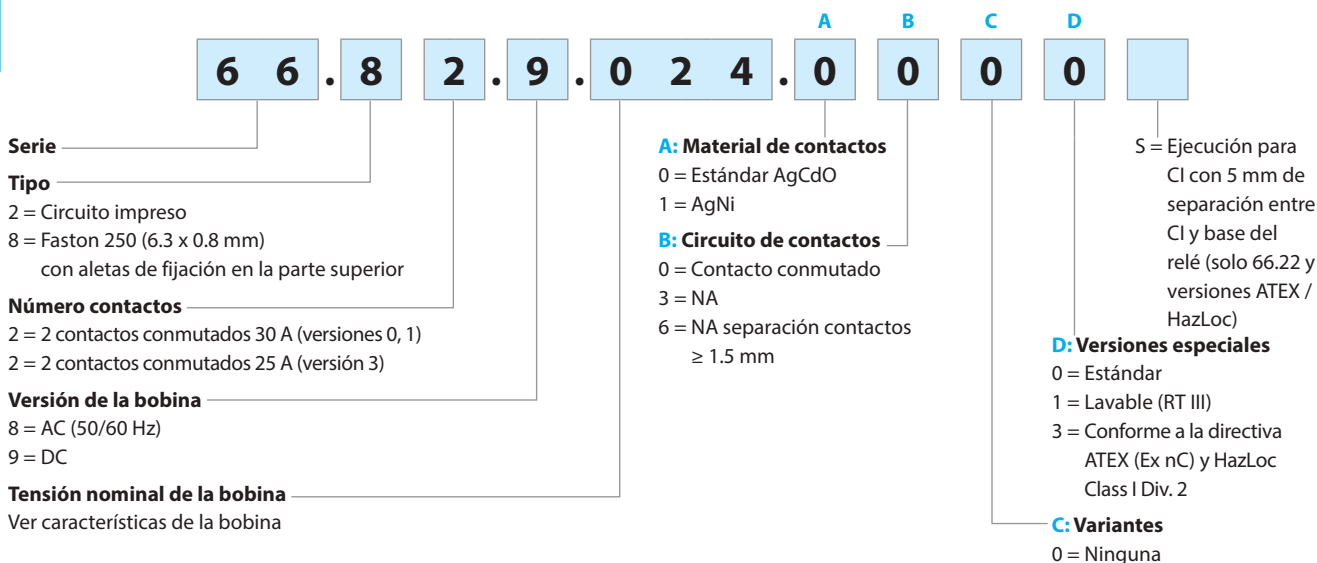 A B C D
6 6 . 8 2 . 9 . 0 2 4 . 0 0 0 0
Serie
Tipo
2 = Circuito impreso
8 = Faston 250 (6.3 x 0.8 mm)
con aletas de fijación en la parte superior
Número contactos
2 = 2 contactos conmutados 30 A (versiones 0, 1)
2 = 2 contactos conmutados 25 A (versión 3)
Versión de la bobina
8 = AC (50/60 Hz)
9 = DC
Tensión nominal de la bobina
Ver características de la bobina
A: Material de contactos
0 = Estándar AgCdO
1 = AgNi
B: Circuito de contactos
0 = Contacto conmutado
3 = NA
6 = NA separación contactos
≥ 1.5 mm
S = Ejecución para
CI con 5 mm de
separación entre
CI y base del
relé (solo 66.22 y
versiones ATEX /
HazLoc)
D: Versiones especiales
0 = Estándar
1 = Lavable (RT III)
3 = Conforme a la directiva
ATEX (Ex nC) y HazLoc
Class I Div. 2
C: Variantes
0 = Ninguna